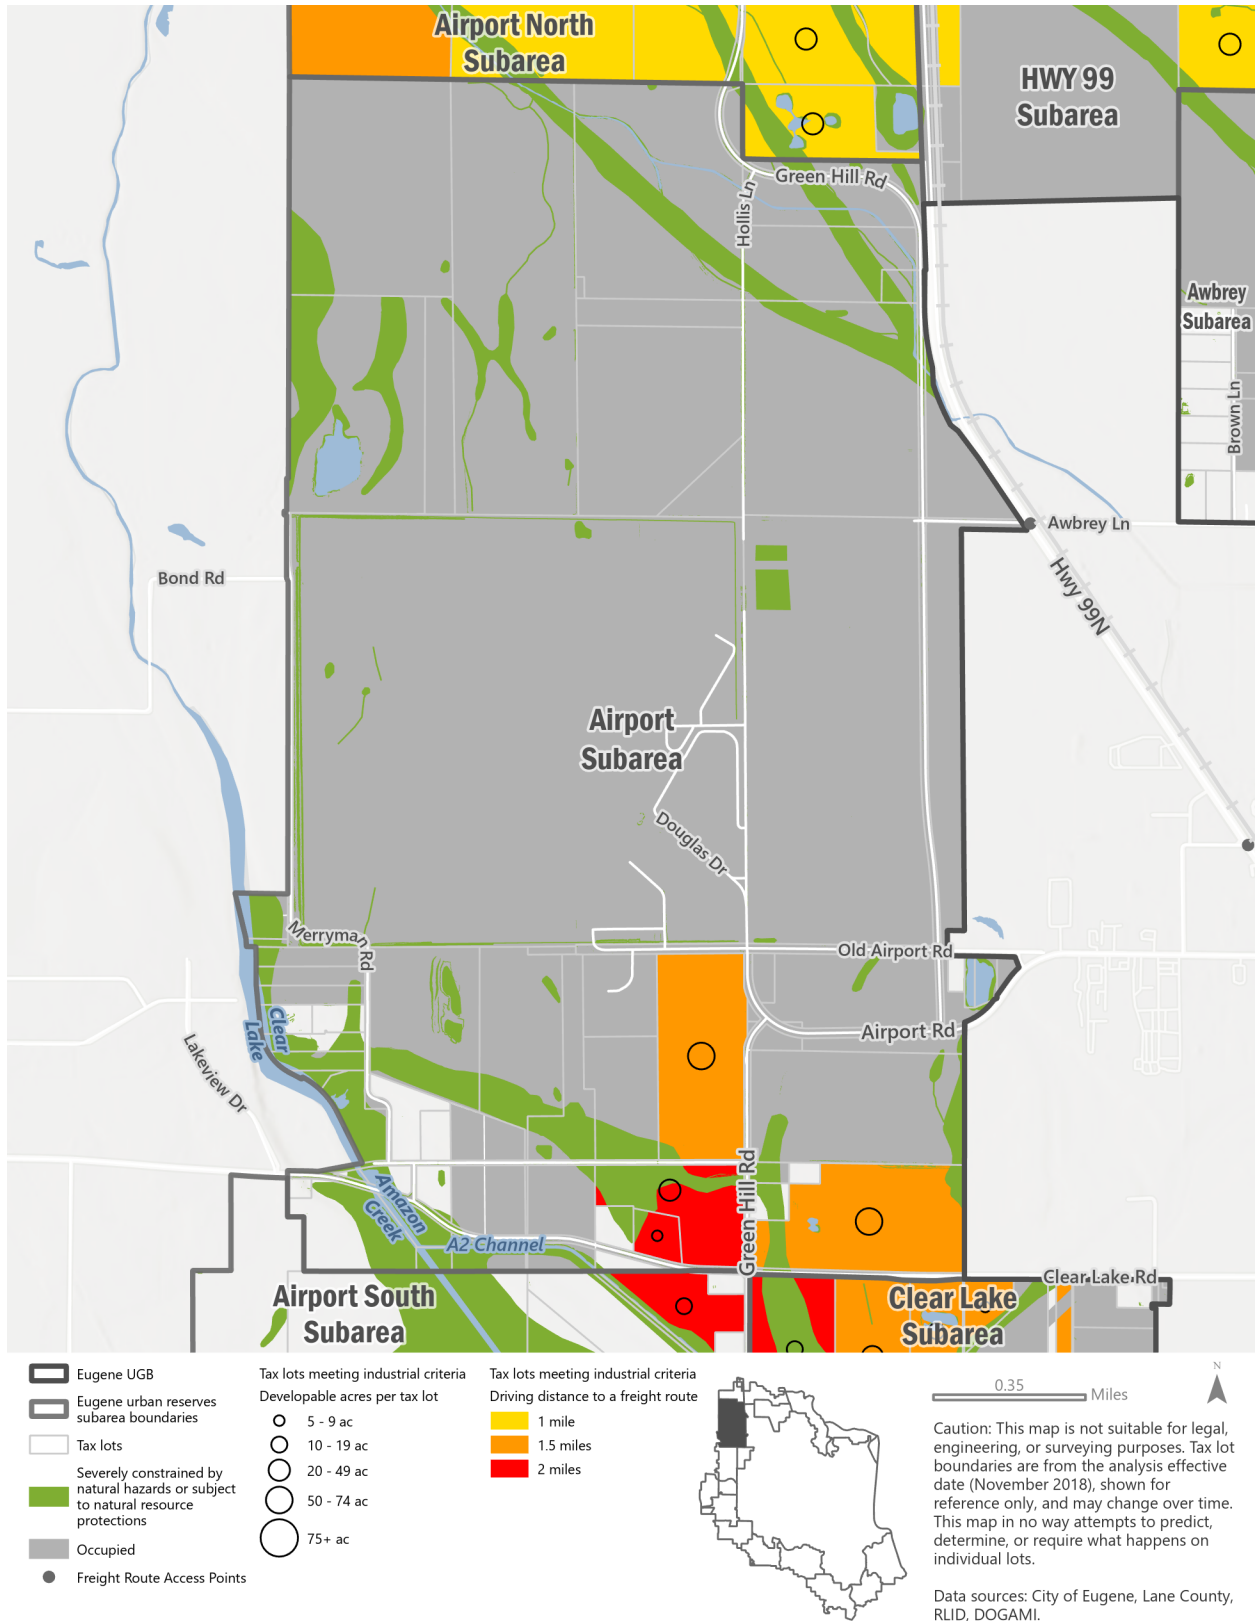 Airport North
Subarea
HWY 99
Subarea
Green Hill Rd
Hollis Ln
Awbrey
Subarea
Brown Ln
Awbrey Ln
Hwy 99N
Bond Rd
Airport
Subarea
Douglas Dr
Merryman Rd
Old Airport Rd
Airport Rd
Clear
Lake
Lakeview Dr
Green Hill Rd
Amazon
Creek
A2 Channel
Clear Lake Rd
Airport South
Subarea
Clear Lake
Subarea
Eugene UGB
Eugene urban reserves
subarea boundaries
Tax lots
Severely constrained by
natural hazards or subject
to natural resource
protections
Occupied
Freight Route Access Points
Tax lots meeting industrial criteria
Developable acres per tax lot
5 - 9 ac
10 - 19 ac
20 - 49 ac
50 - 74 ac
75+ ac
Tax lots meeting industrial criteria
Driving distance to a freight route
1 mile
1.5 miles
2 miles
N
0.35
Miles
Caution: This map is not suitable for legal,
engineering, or surveying purposes. Tax lot
boundaries are from the analysis effective
date (November 2018), shown for
reference only, and may change over time.
This map in no way attempts to predict,
determine, or require what happens on
individual lots.
Data sources: City of Eugene, Lane County,
RLID, DOGAMI.